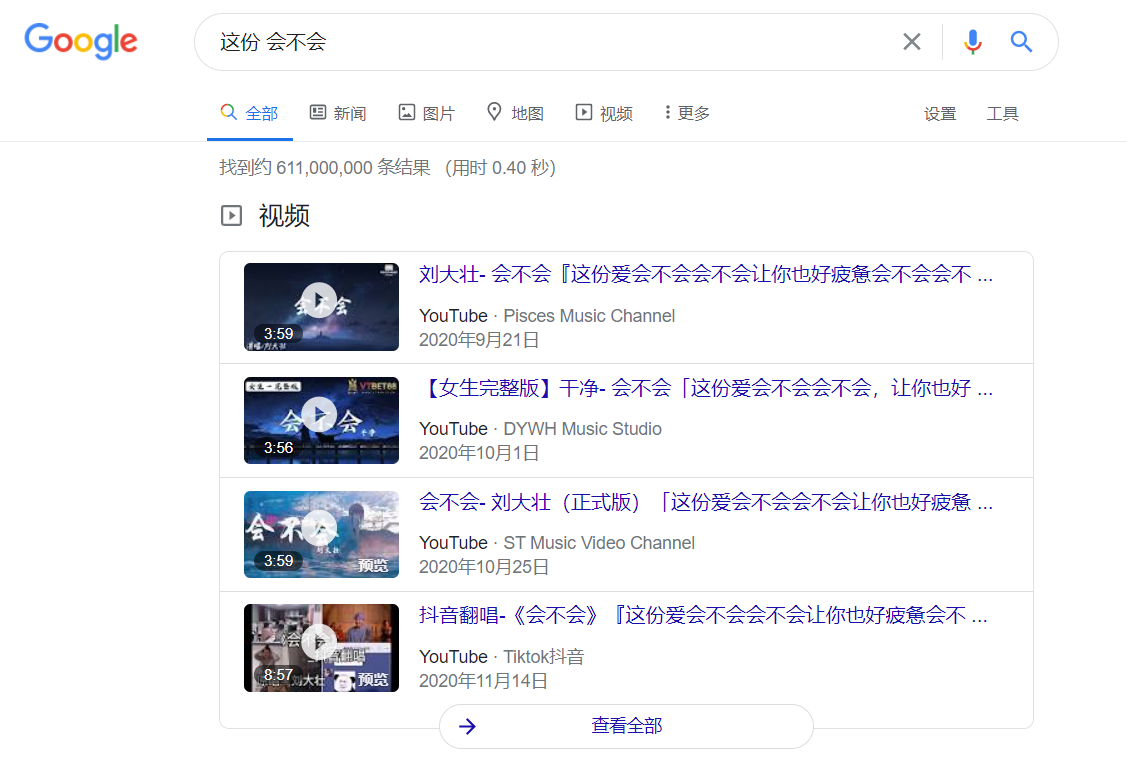 Google
这份 会不会
全部 新闻 图片 地图 视频 更多 设置 工具
找到约 611,000,000 条结果 （用时 0.40 秒）
视频
会不会
3:59
刘大壮- 会不会『这份爱会不会会不会让你也好疲惫会不会会不 ...
YouTube · Pisces Music Channel
2020年9月21日
女生完整版
VTBET88
会不会
干净
3:56
【女生完整版】干净- 会不会「这份爱会不会会不会，让你也好 ...
YouTube · DYWH Music Studio
2020年10月1日
会不会
刘大壮
3:59
预览
会不会- 刘大壮（正式版）「这份爱会不会会不会让你也好疲惫 ...
YouTube · ST Music Video Channel
2020年10月25日
8:57
刘大壮
预览
抖音翻唱-《会不会》『这份爱会不会会不会让你也好疲惫会不 ...
YouTube · Tiktok抖音
2020年11月14日
查看全部